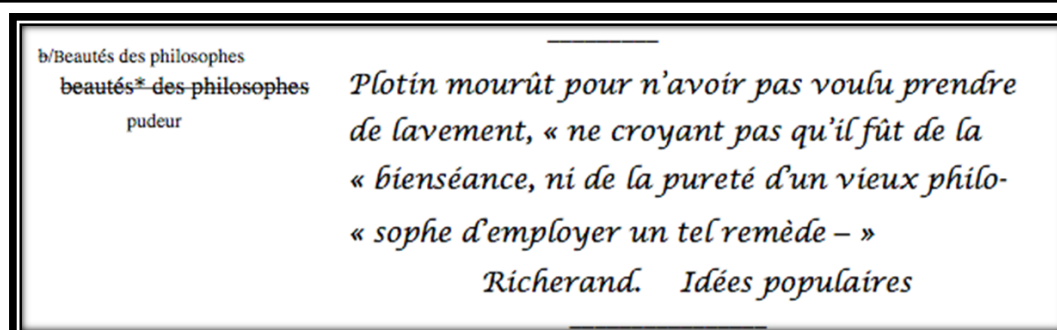 b/Beautés des philosophes
beautés* des philosophes
pudeur
Plotin mourût pour n'avoir pas voulu prendre
de lavement, « ne croyant pas qu'il fût de la
« bienséance, ni de la pureté d'un vieux philo-
« sophe d'employer un tel remède – »
Richerand. Idées populaires